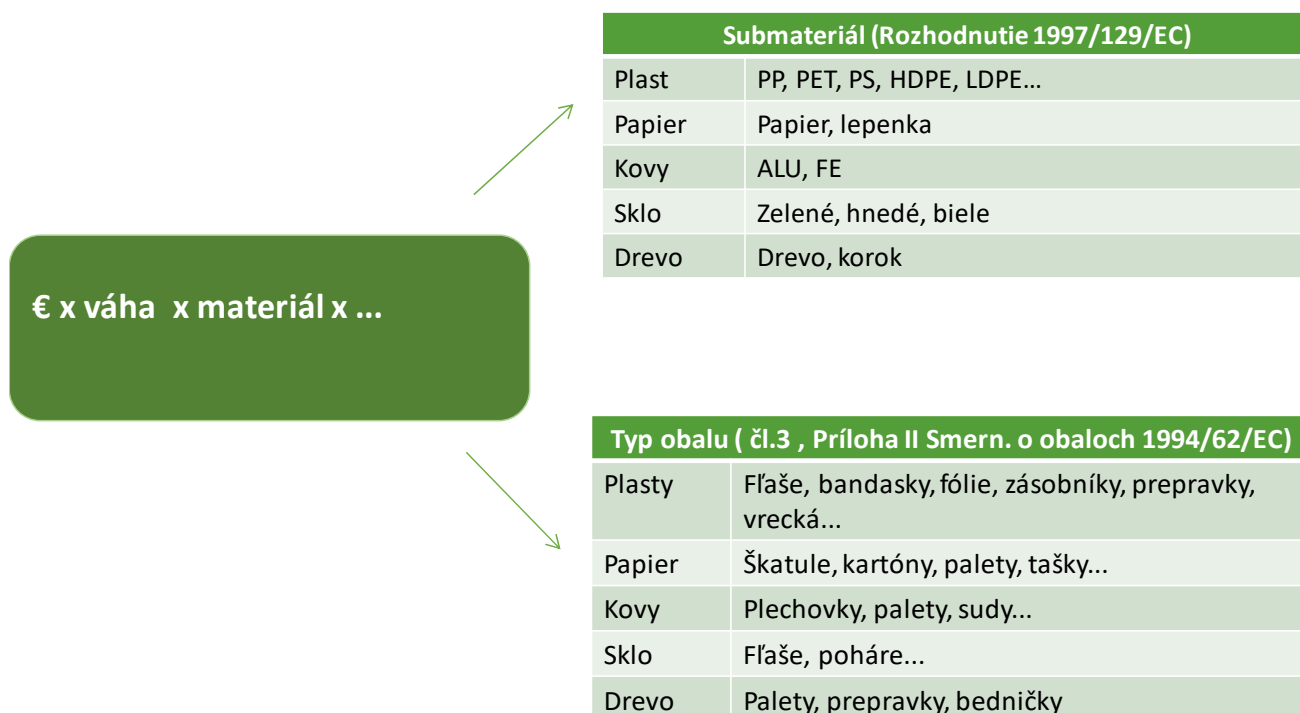 Submateriál (Rozhodnutie 1997/129/EC)
Plast PP, PET, PS, HDPE, LDPE…
Papier Papier, lepenka
Kovy ALU, FE
Sklo Zelené, hnedé, biele
Drevo Drevo, korok
€ x váha x materiál x ...
Typ obalu ( čl.3 , Príloha II Smern. o obaloch 1994/62/EC)
Plasty Fľaše, bandasky, fólie, zásobníky, prepravky,
vrecká...
Papier Škatule, kartóny, palety, tašky...
Kovy Plechovky, palety, sudy...
Sklo Fľaše, poháre...
Drevo Palety, prepravky, bedničky